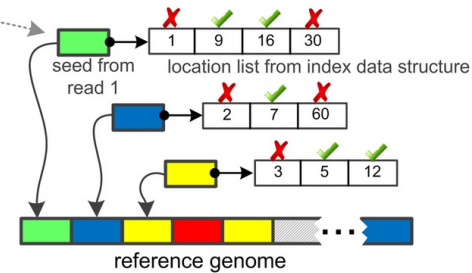 1 9 16 30
seed from
read 1
location list from index data structure
2 7 60
3 5 12
...
reference genome